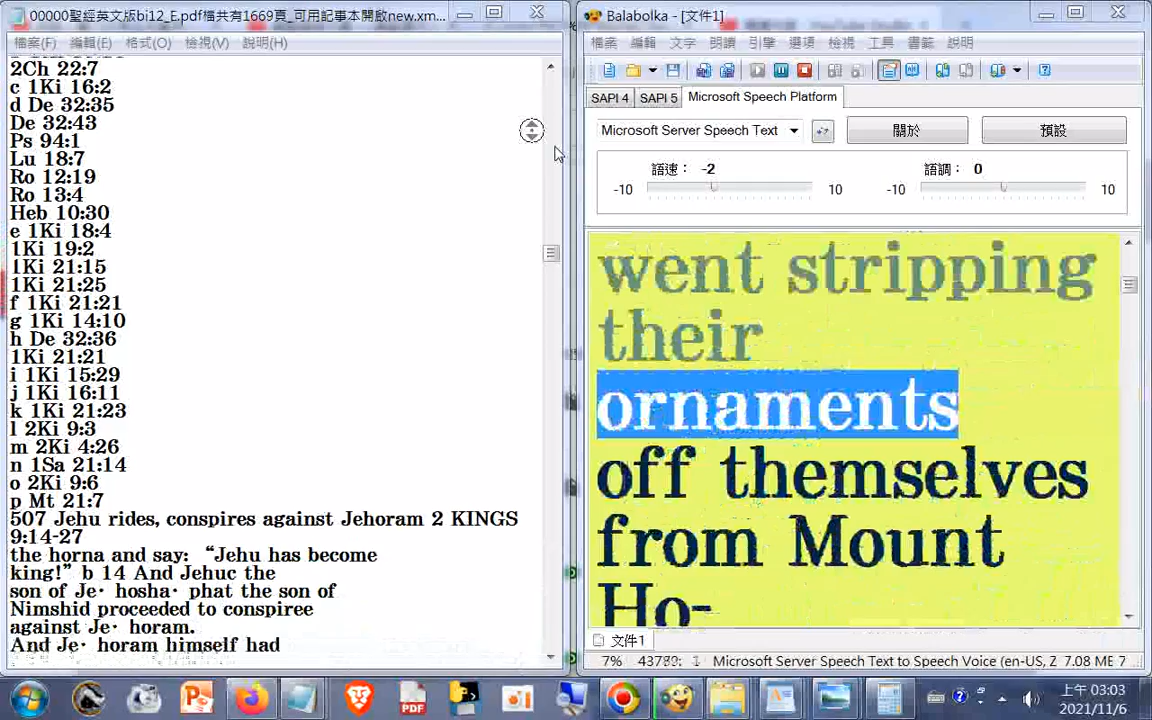 00000聖經英文版bi12_E.pdf檔共有1669頁_可用記事本開啟new.xm...
檔案(F) 編輯(E) 格式(O) 檢視(V) 說明(H)
2Ch 22:7
c 1Ki 16:2
d De 32:35
De 32:43
Ps 94:1
Lu 18:7
Ro 12:19
Ro 13:4
Heb 10:30
e 1Ki 18:4
1Ki 19:2
1Ki 21:15
1Ki 21:25
f 1Ki 21:21
g 1Ki 14:10
h De 32:36
1Ki 21:21
i 1Ki 15:29
j 1Ki 16:11
k 1Ki 21:23
l 2Ki 9:3
m 2Ki 4:26
n 1Sa 21:14
o 2Ki 9:6
p Mt 21:7
507 Jehu rides, conspires against Jehoram 2 KINGS
9:14-27
the horna and say: “Jehu has become
king!” b 14 And Jehuc the
son of Je· hosha· phat the son of
Nimshid proceeded to conspiree
against Je· horam.
And Je· horam himself had
Balabolka - [文件1]
檔案 編輯 文字 朗讀 引擎 選項 檢視 工具 書籤 說明
SAPI 4 SAPI 5 Microsoft Speech Platform
Microsoft Server Speech Text 關於 預設
語速： -2 語調： 0
-10 10 -10 10
went stripping
their
ornaments
off themselves
from Mount
Ho-
文件1
7% 43789: 1 Microsoft Server Speech Text to Speech Voice (en-US, Z 7.08 ME 7
上午 03:03
2021/11/6